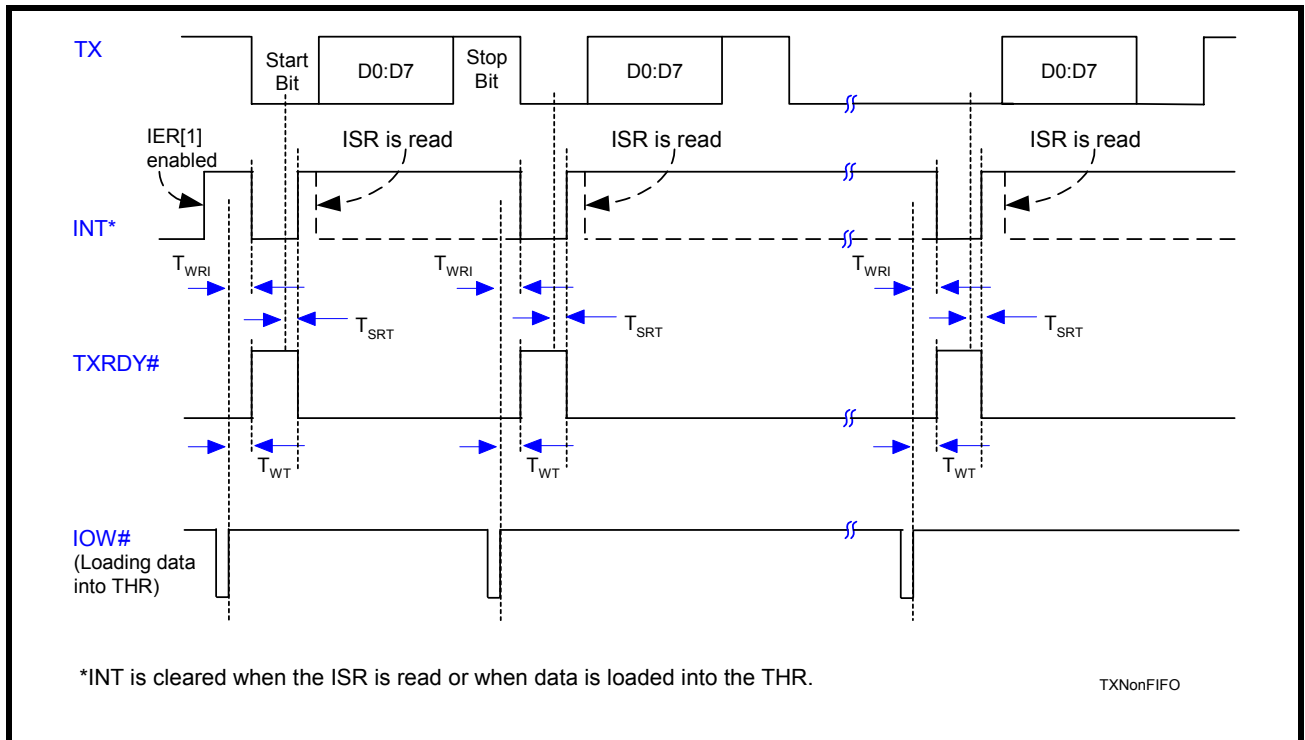 TX
Start
Bit
D0:D7
Stop
Bit
D0:D7
D0:D7
IER[1]
enabled
ISR is read
ISR is read
ISR is read
INT*
TWRI
TWRI
TWRI
TSRT
TSRT
TSRT
TXRDY#
TWT
TWT
TWT
IOW#
(Loading data
into THR)
*INT is cleared when the ISR is read or when data is loaded into the THR.
TXNonFIFO